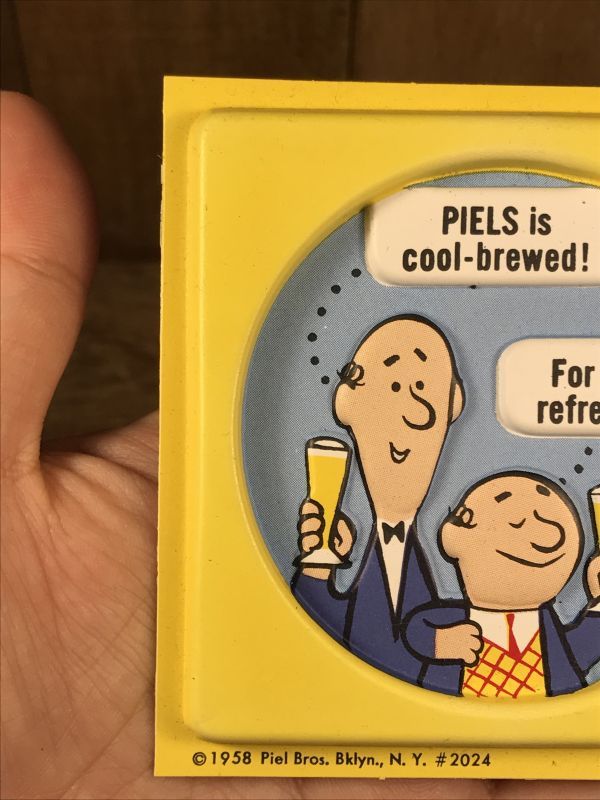 PIELS is
cool-brewed!
For
refre
©1958 Piel Bros. Bklyn., N. Y. #2024